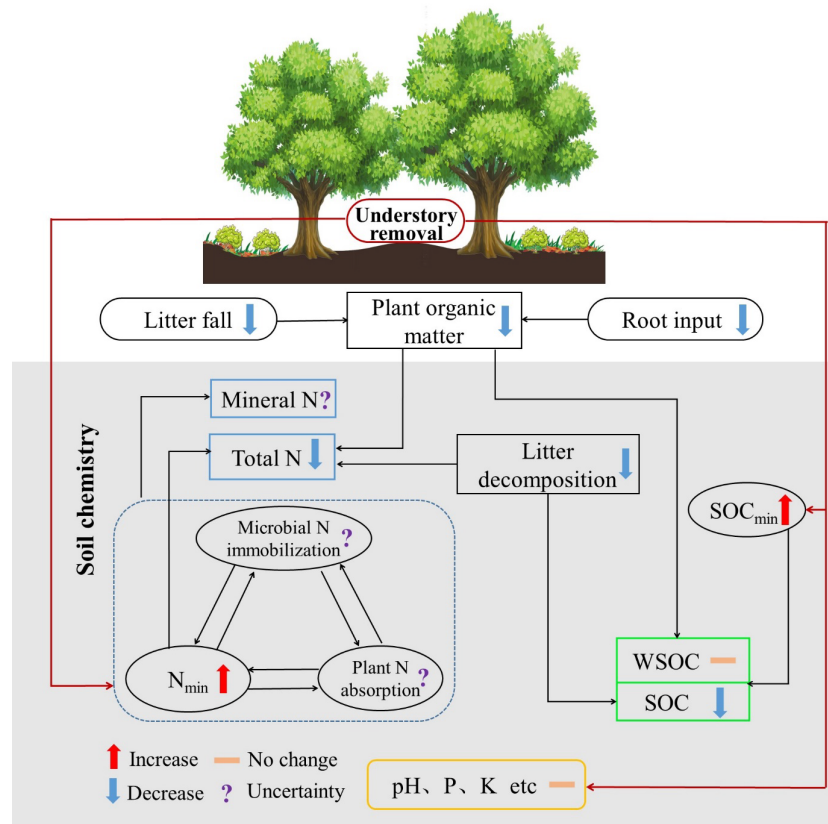 Understory
removal
Litter fall
Plant organic
matter
Root input
Mineral N?
Total N
Litter
decomposition
SOCmin
Soil chemistry
Microbial N
immobilization ?
Nmin
Plant N
absorption ?
WSOC
SOC
Increase
No change
Decrease
? Uncertainty
pH、P、K etc